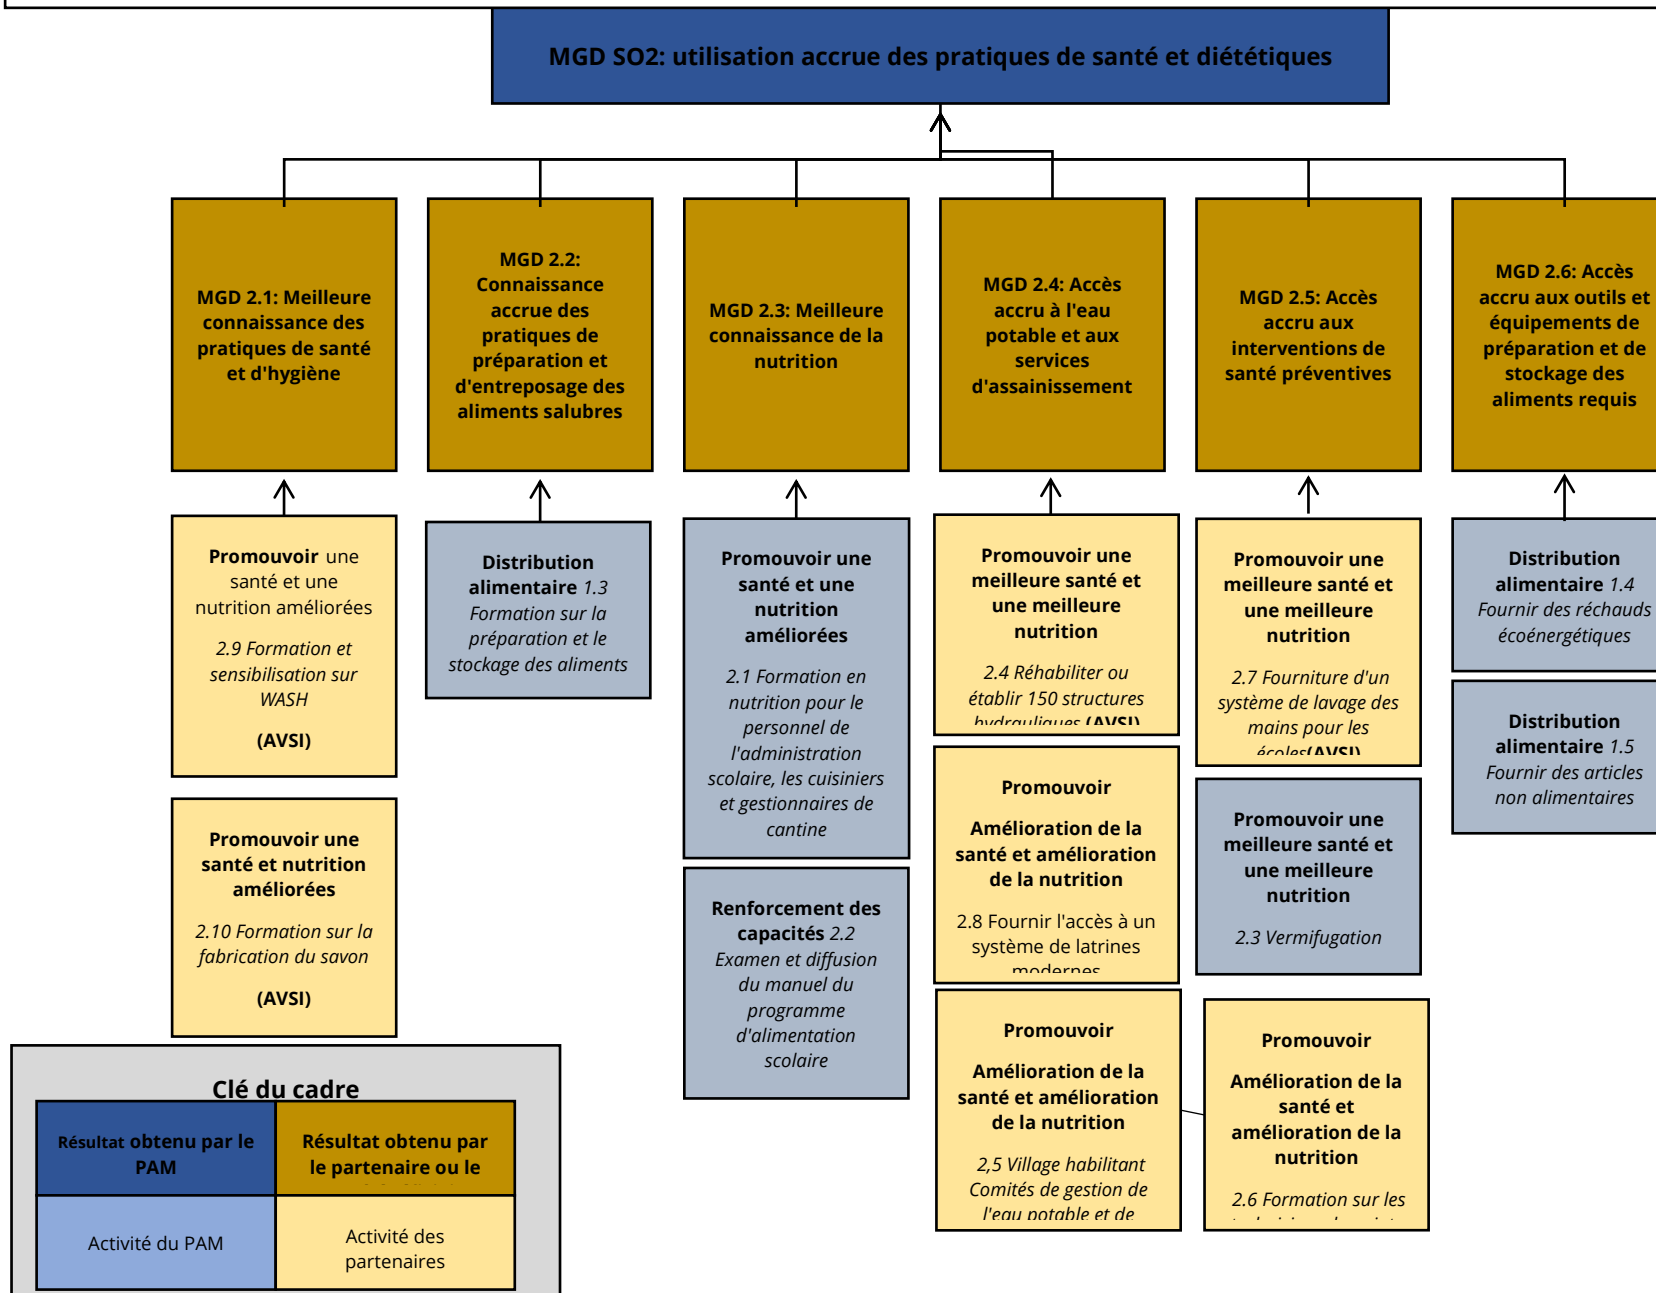 MGD SO2: utilisation accrue des pratiques de santé et diététiques
MGD 2.1: Meilleure
connaissance des
pratiques de santé
et d'hygiène
MGD 2.2:
Connaissance
accrue des
pratiques de
préparation et
d'entreposage des
aliments salubres
MGD 2.3: Meilleure
connaissance de la
nutrition
MGD 2.4: Accès
accru à l'eau
potable et aux
services
d'assainissement
MGD 2.5: Accès
accru aux
interventions de
santé préventives
MGD 2.6: Accès
accru aux outils et
équipements de
préparation et de
stockage des
aliments requis
Promouvoir une
santé et une
nutrition améliorées
2.9 Formation et
sensibilisation sur
WASH
(AVSI)
Promouvoir une
santé et nutrition
améliorées
2.10 Formation sur la
fabrication du savon
(AVSI)
Distribution
alimentaire 1.3
Formation sur la
préparation et le
stockage des aliments
Promouvoir une
santé et une
nutrition
améliorées
2.1 Formation en
nutrition pour le
personnel de
l'administration
scolaire, les cuisiniers
et gestionnaires de
cantine
Renforcement des
capacités 2.2
Examen et diffusion
du manuel du
programme
d'alimentation
scolaire
Promouvoir une
meilleure santé et
une meilleure
nutrition
2.4 Réhabiliter ou
établir 150 structures
hydrauliques (AVSI)
Promouvoir
Amélioration de la
santé et amélioration
de la nutrition
2.8 Fournir l'accès à un
système de latrines
modernes
Promouvoir
Amélioration de la
santé et amélioration
de la nutrition
2,5 Village habilitant
Comités de gestion de
l'eau potable et de
Promouvoir une
meilleure santé et
une meilleure
nutrition
2.7 Fourniture d'un
système de lavage des
mains pour les
écoles(AVSI)
Promouvoir une
meilleure santé et
une meilleure
nutrition
2.3 Vermifugation
Promouvoir
Amélioration de la
santé et
amélioration de la
nutrition
2.6 Formation sur les
Distribution
alimentaire 1.4
Fournir des réchauds
écoénergétiques
Distribution
alimentaire 1.5
Fournir des articles
non alimentaires
Clé du cadre
Résultat obtenu par le
PAM
Résultat obtenu par
le partenaire ou le
Activité du PAM
Activité des
partenaires